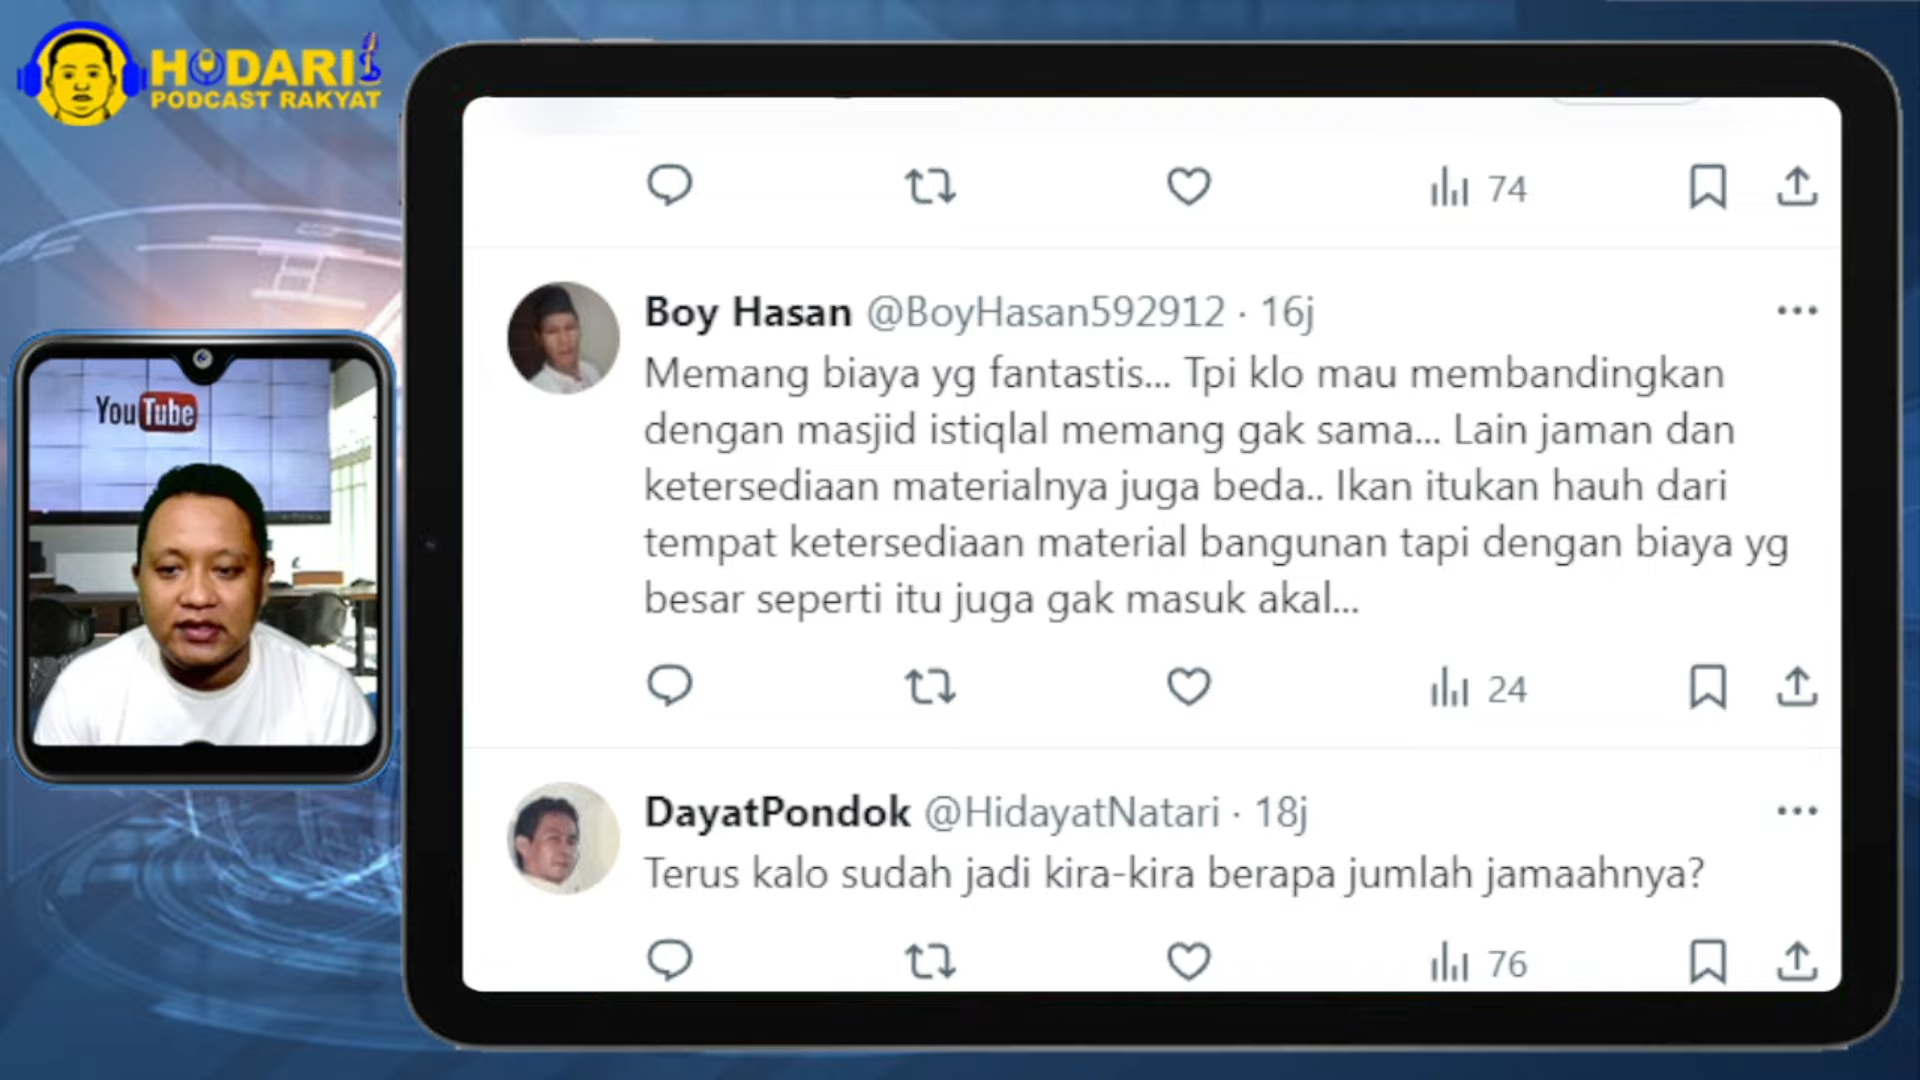 HODARI
PODCAST RAKYAT
YouTube
74
Boy Hasan @BoyHasan592912 · 16j
Memang biaya yg fantastis... Tpi klo mau membandingkan
dengan masjid istiqlal memang gak sama... Lain jaman dan
ketersediaan materialnya juga beda.. Ikan itukan hauh dari
tempat ketersediaan material bangunan tapi dengan biaya yg
besar seperti itu juga gak masuk akal...
24
DayatPondok @HidayatNatari · 18j
Terus kalo sudah jadi kira-kira berapa jumlah jamaahnya?
76